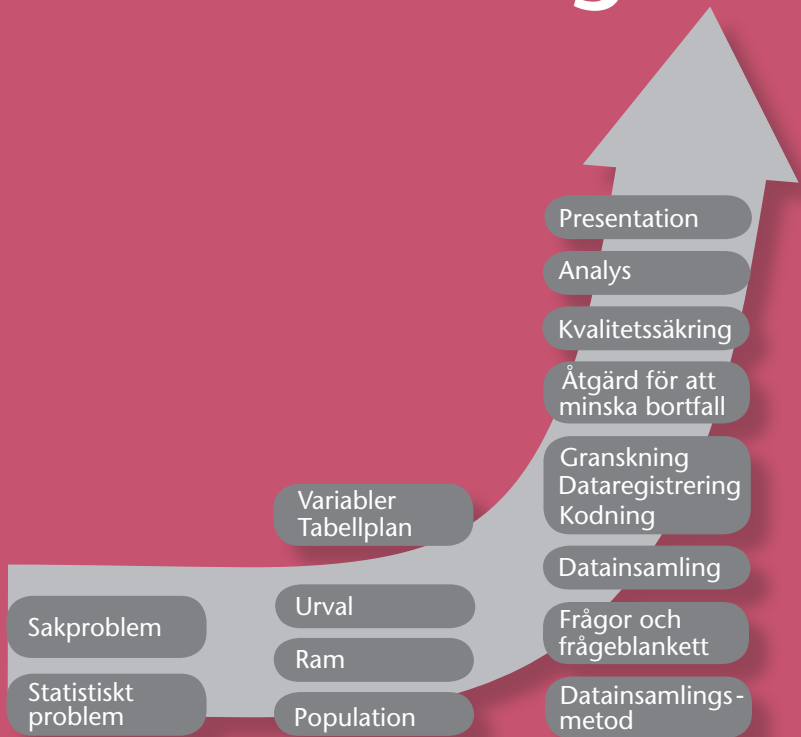 Presentation
Analys
Kvalitetssäkring
Åtgärd för att
minska bortfall
Granskning
Dataregistrering
Kodning
Datainsamling
Frågor och
frågeblankett
Datainsamlings-
metod
Variabler
Tabellplan
Urval
Ram
Population
Sakproblem
Statistiskt
problem